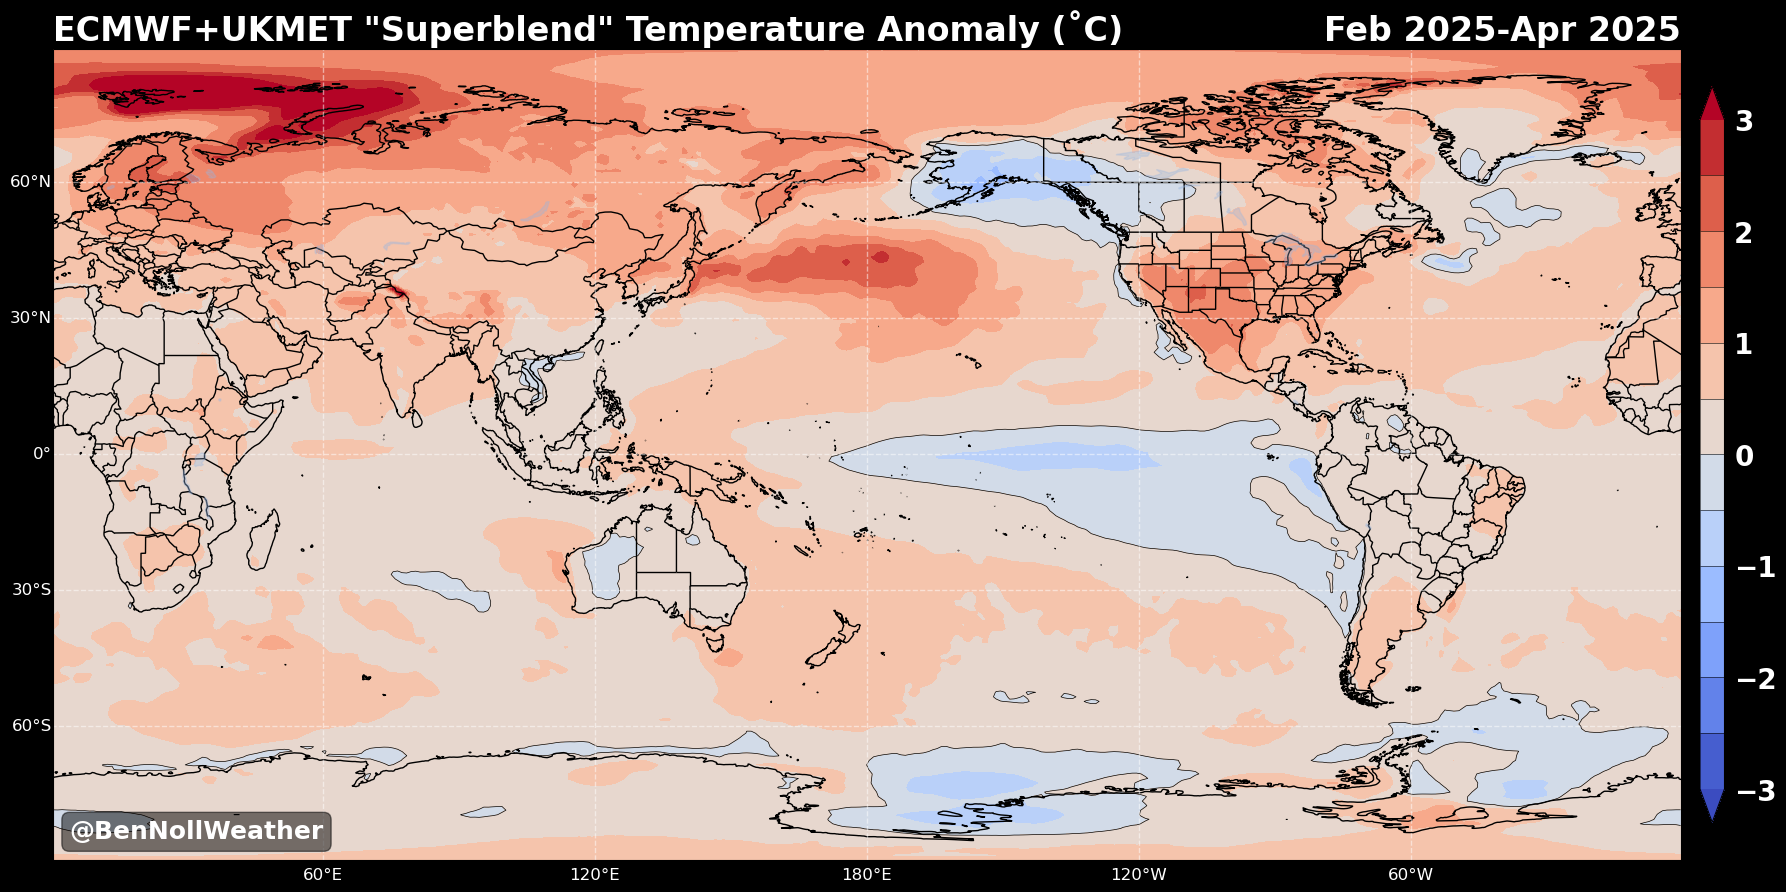 ECMWF+UKMET "Superblend" Temperature Anomaly (˚C)
Feb 2025-Apr 2025
3
2
1
0
−1
−2
−3
60°N
30°N
0°
30°S
60°S
@BenNollWeather
60°E
120°E
180°E
120°W
60°W